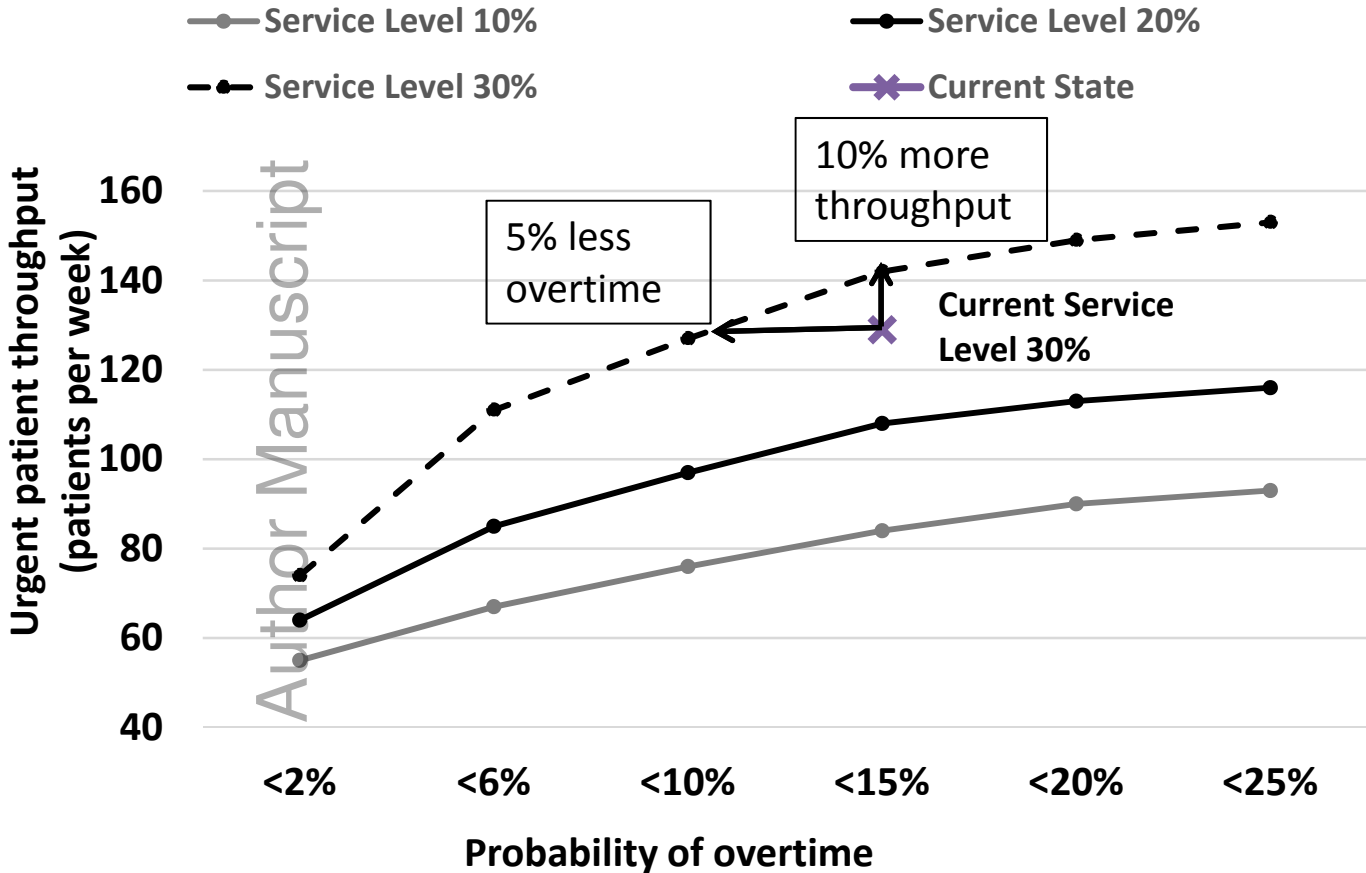 Service Level 10%
Service Level 20%
Service Level 30%
Current State
10% more
throughput
5% less
overtime
Current Service
Level 30%
Urgent patient throughput
(patients per week)
160
140
120
100
80
60
40
Author Manuscript
<2%
<6%
<10%
<15%
<20%
<25%
Probability of overtime